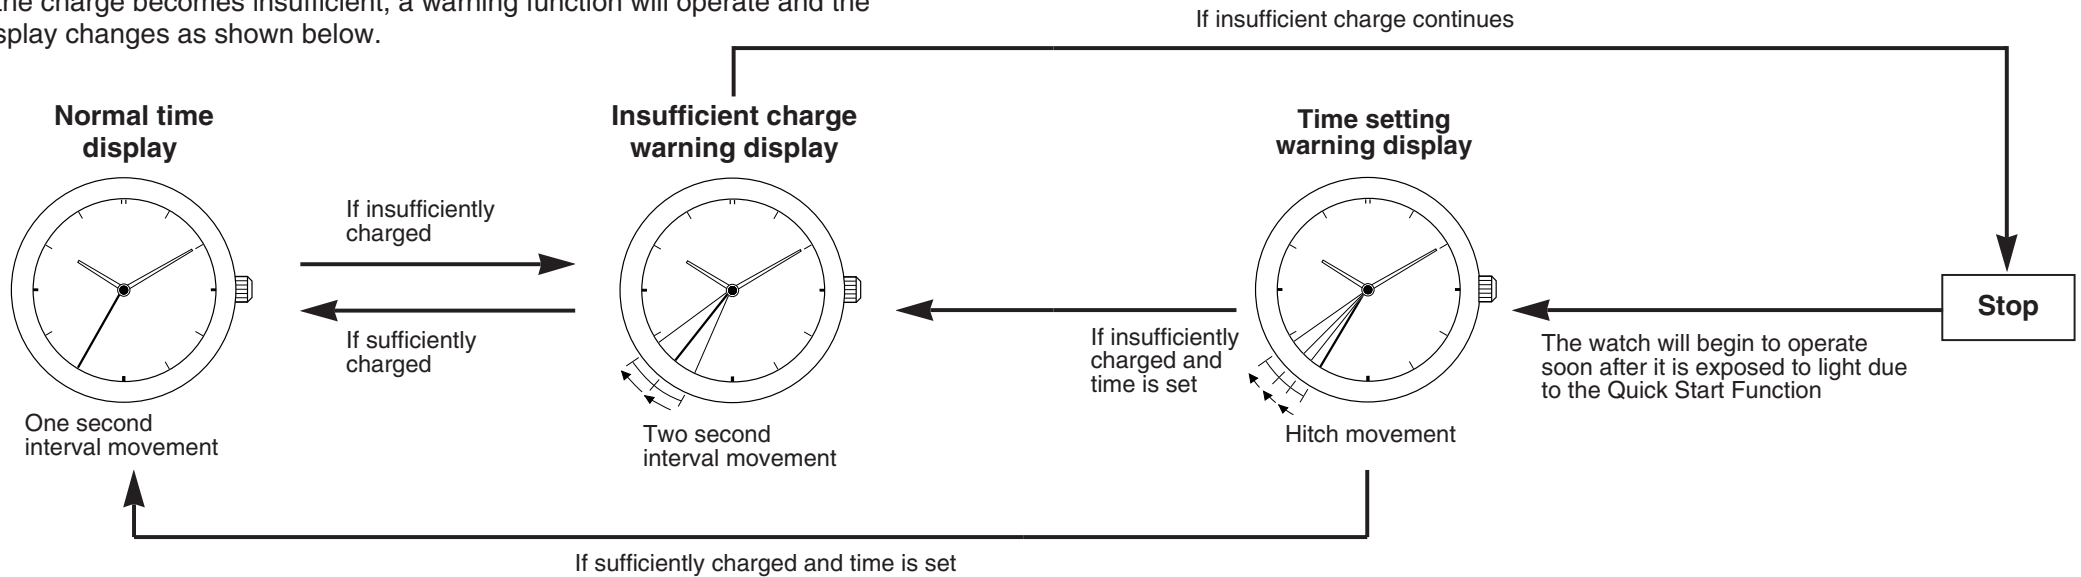 the charge becomes insufficient, a warning function will operate and the
splay changes as shown below.
If insufficient charge continues
Normal time
display
Insufficient charge
warning display
Time setting
warning display
If insufficiently
charged
If sufficiently
charged
If insufficiently
charged and
time is set
Stop
The watch will begin to operate
soon after it is exposed to light due
to the Quick Start Function
One second
interval movement
Two second
interval movement
Hitch movement
If sufficiently charged and time is set